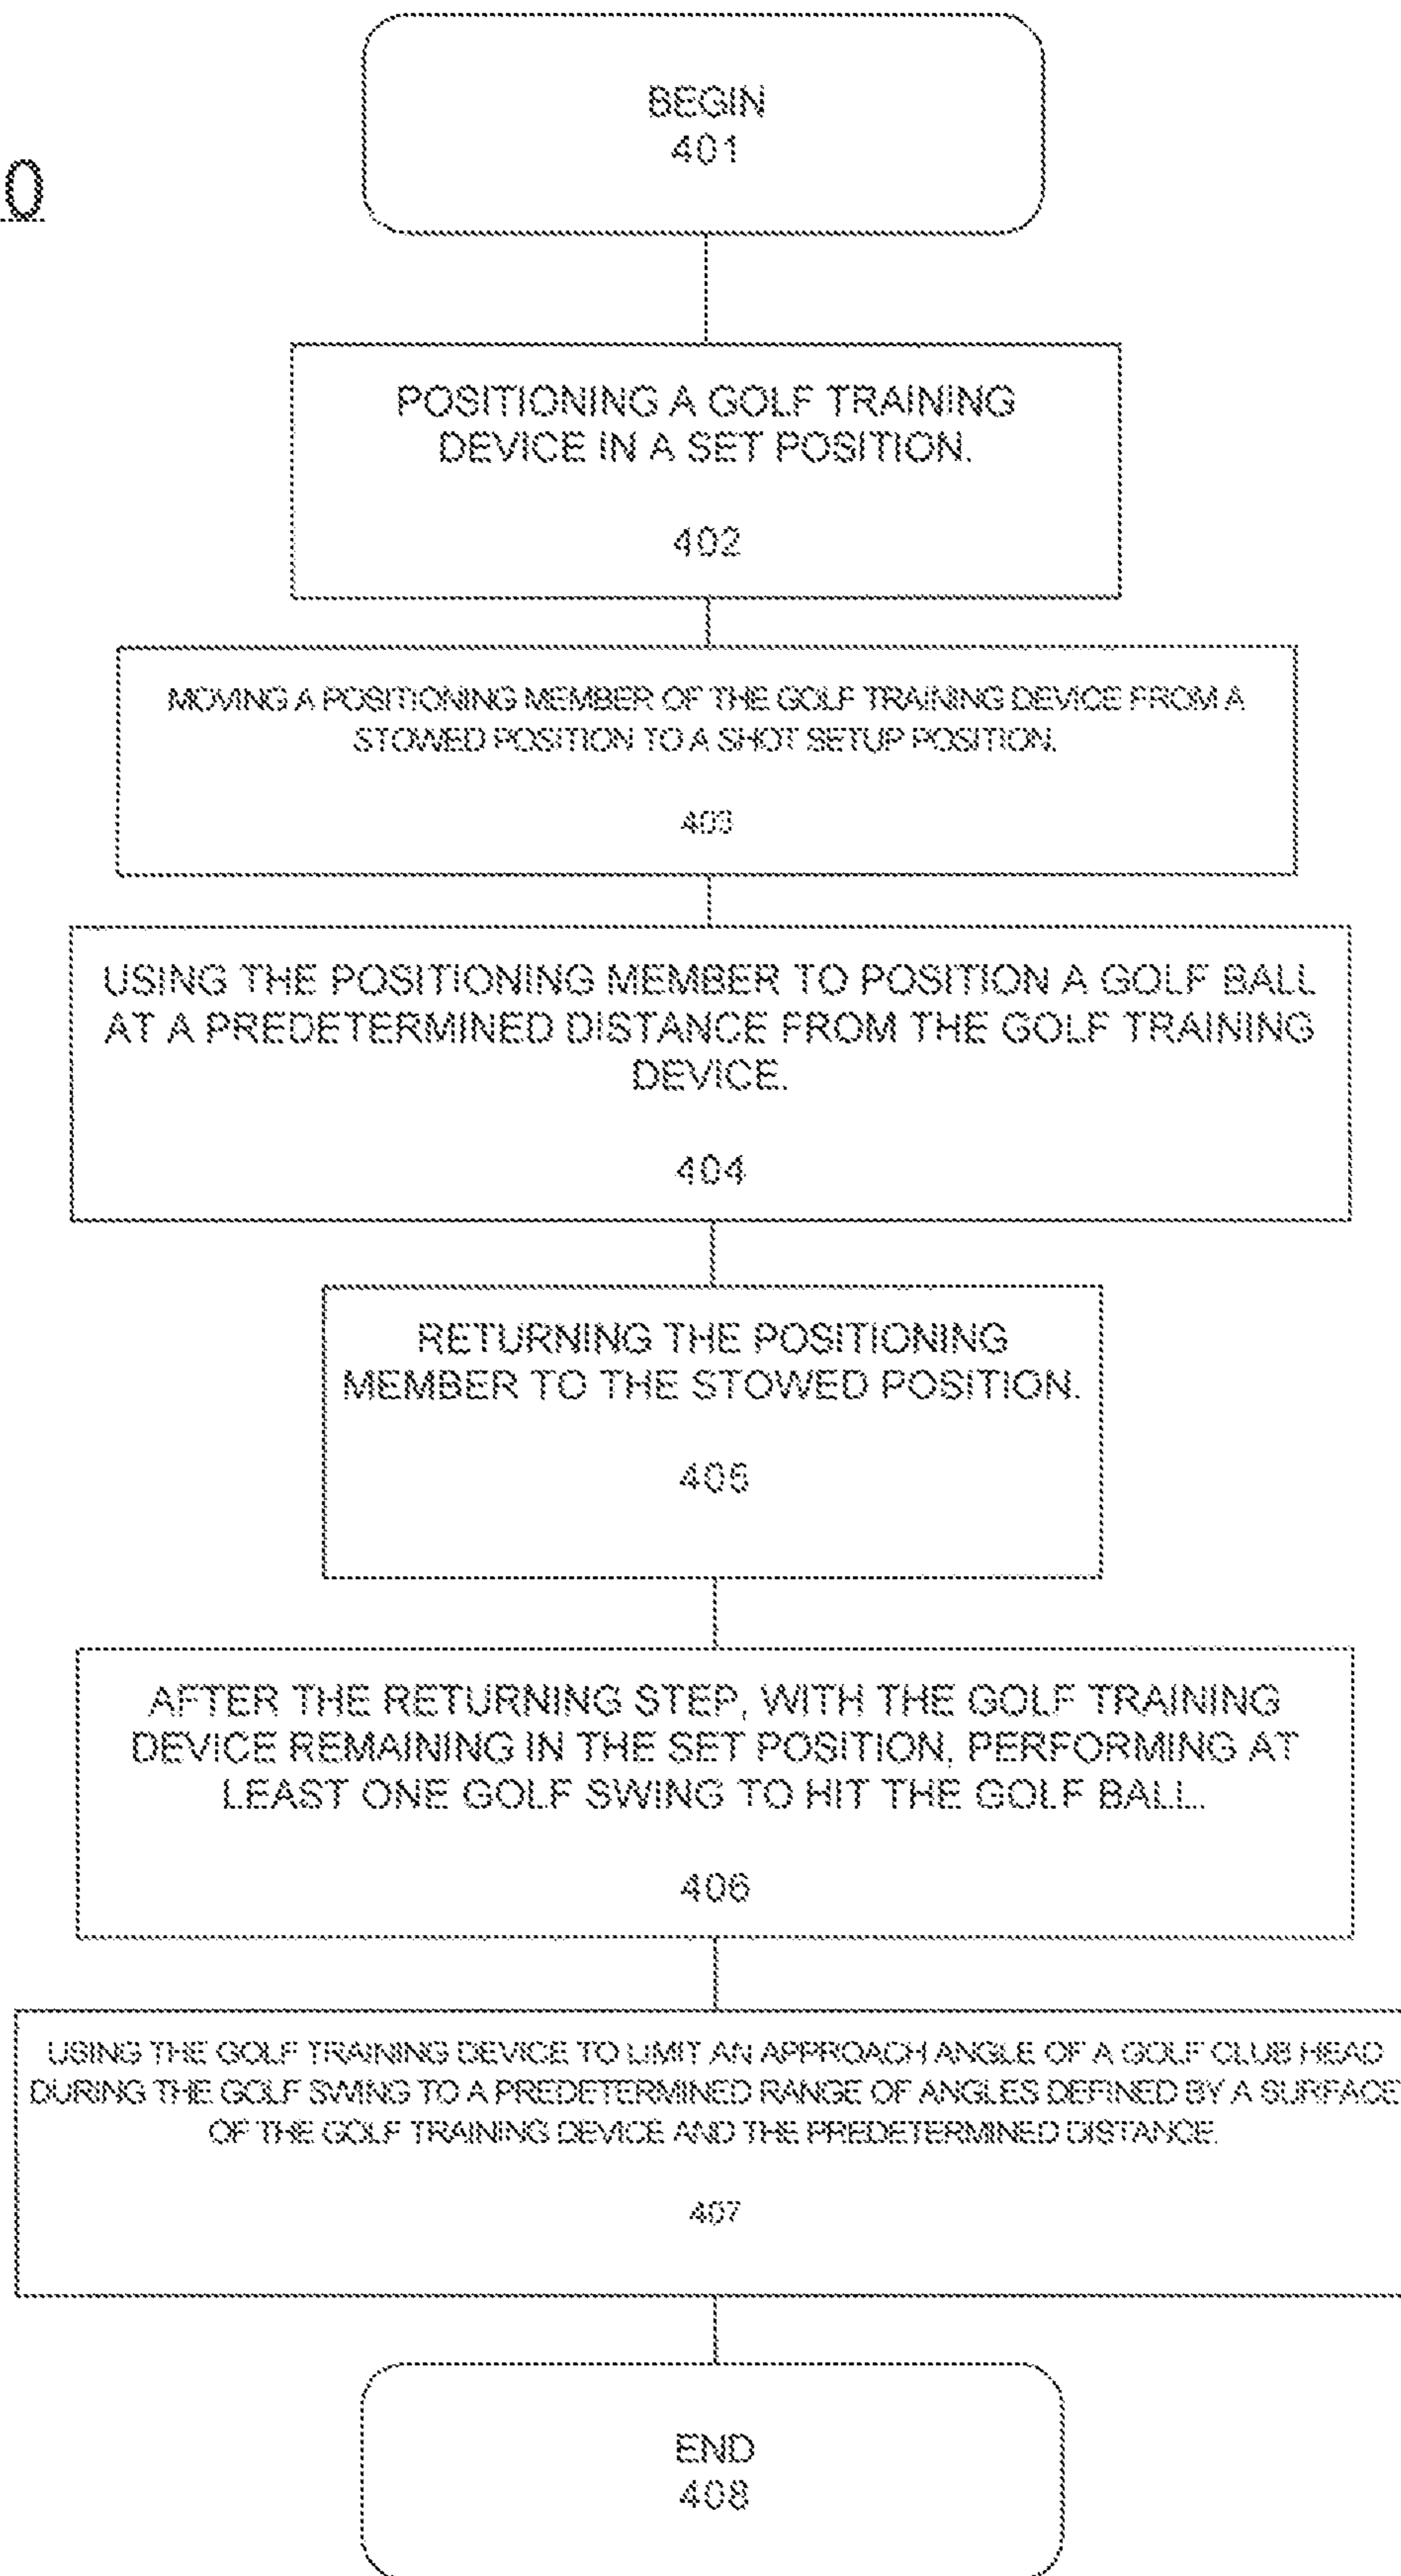 BEGIN
401
0
POSITIONING A GOLF TRAINING
DEVICE IN A SET POSITION.
402
MOVING A POSITIONING MEMBER OF THE GOLF TRAINING DEVICE FROM A
STOWED POSITION TO A SHOT SETUP POSITION.
403
USING THE POSITIONING MEMBER TO POSITION A GOLF BALL
AT A PREDETERMINED DISTANCE FROM THE GOLF TRAINING
DEVICE.
404
RETURNING THE POSITIONING
MEMBER TO THE STOWED POSITION.
405
AFTER THE RETURNING STEP, WITH THE GOLF TRAINING
DEVICE REMAINING IN THE SET POSITION, PERFORMING AT
LEAST ONE GOLF SWING TO HIT THE GOLF BALL.
406
USING THE GOLF TRAINING DEVICE TO LIMIT AN APPROACH ANGLE OF A GOLF CLUB HEAD
DURING THE GOLF SWING TO A PREDETERMINED RANGE OF ANGLES DEFINED BY A SURFACE
OF THE GOLF TRAINING DEVICE AND THE PREDETERMINED DISTANCE.
407
END
408